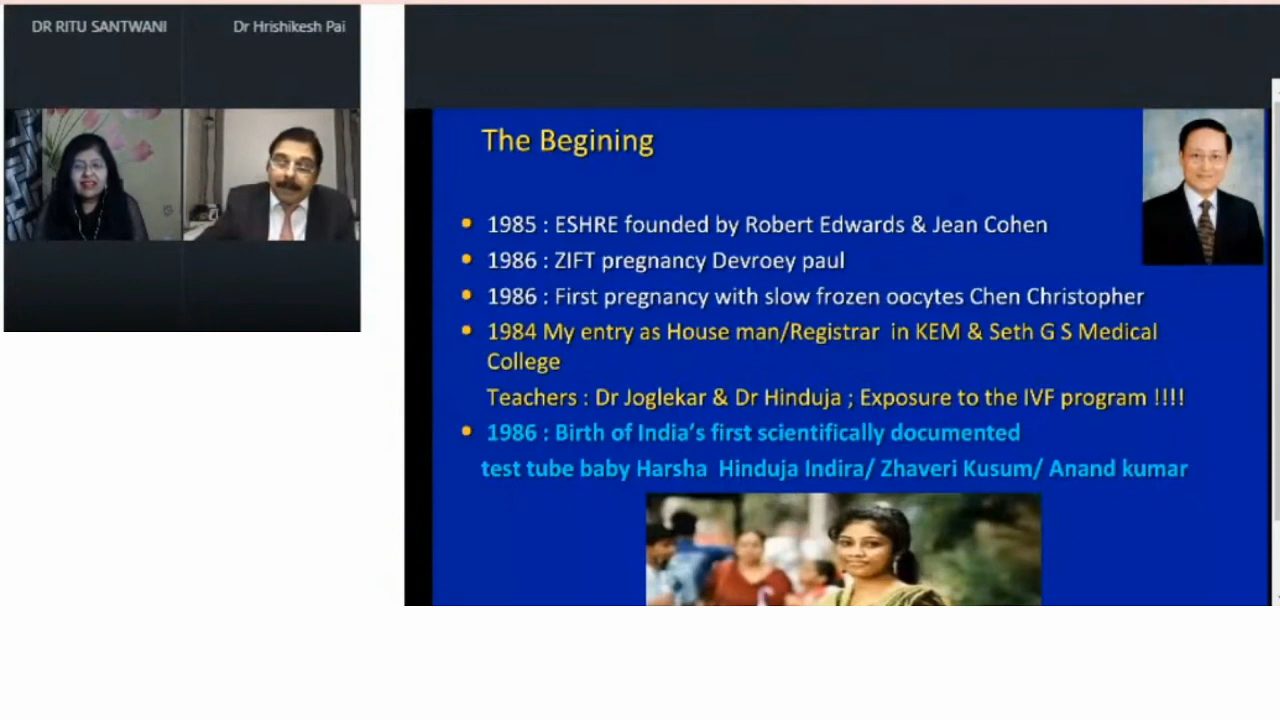 DR RITU SANTWANI
Dr Hrishikesh Pai
The Begining
1985 : ESHRE founded by Robert Edwards & Jean Cohen
1986 : ZIFT pregnancy Devroey paul
1986 : First pregnancy with slow frozen oocytes Chen Christopher
1984 My entry as House man/Registrar in KEM & Seth G S Medical
College
Teachers : Dr Joglekar & Dr Hinduja ; Exposure to the IVF program !!!!
1986 : Birth of India's first scientifically documented
test tube baby Harsha Hinduja Indira/ Zhaveri Kusum/ Anand kumar